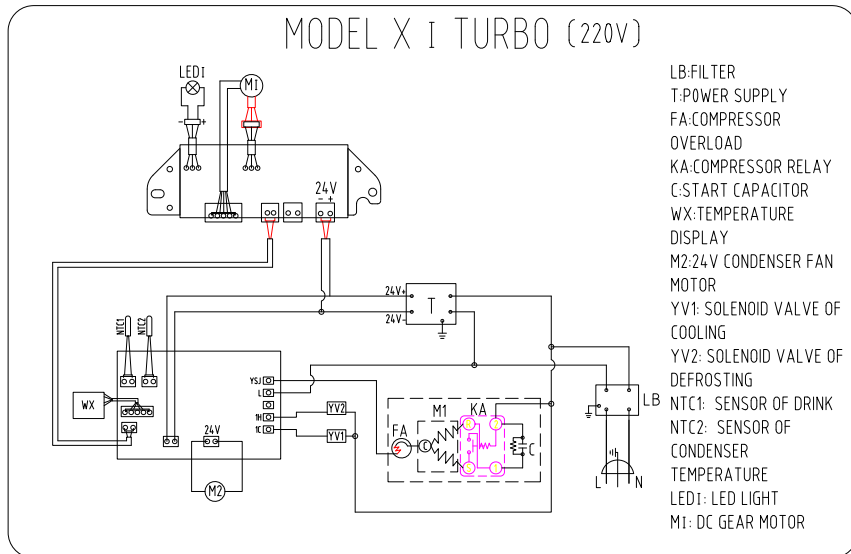 MODEL X I TURBO (220V)
LEDI
MI
- +
24V
- +
24V+
24V-
T
NTC1
NTC2
WX
YSJ
L
1H
1C
YV2
YV1
24V
M2
FA
M1
KA
C
C
LB
L
N
LB:FILTER
T:POWER SUPPLY
FA:COMPRESSOR
OVERLOAD
KA:COMPRESSOR RELAY
C:START CAPACITOR
WX:TEMPERATURE
DISPLAY
M2:24V CONDENSER FAN
MOTOR
YV1: SOLENOID VALVE OF
COOLING
YV2: SOLENOID VALVE OF
DEFROSTING
NTC1: SENSOR OF DRINK
NTC2: SENSOR OF
CONDENSER
TEMPERATURE
LEDI: LED LIGHT
MI: DC GEAR MOTOR